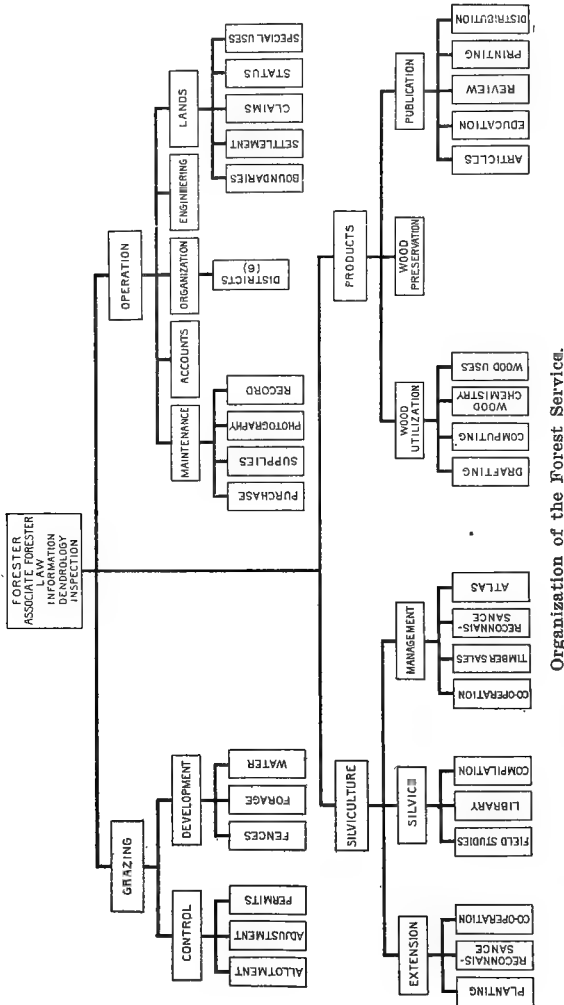 FORESTER
ASSOCIATE FORESTER
LAW
INFORMATION
DENDROLOGY
INSPECTION
GRAZING
OPERATION
CONTROL
DEVELOPMENT
MAINTENANCE
ACCOUNTS
ORGANIZATION
ENGINEERING
LANDS
ALLOTMENT
ADJUSTMENT
PERMITS
FENCES
FORAGE
WATER
PURCHASE
SUPPLIES
PHOTOGRAPHY
RECORD
DISTRICTS
(6)
BOUNDARIES
SETTLEMENT
CLAIMS
STATUS
SPECIAL USES
SILVICULTURE
PRODUCTS
EXTENSION
SILVICS
MANAGEMENT
WOOD
UTILIZATION
WOOD
PRESERVATION
PUBLICATION
PLANTING
RECONNAIS-
SANCE
CO-OPERATION
FIELD STUDIES
LIBRARY
COMPILATION
CO-OPERATION
TIMBER SALES
RECONNAIS-
SANCE
ATLAS
DRAFTING
COMPUTING
WOOD
CHEMISTRY
WOOD USES
ARTICLES
EDUCATION
REVIEW
PRINTING
DISTRIBUTION
Organization of the Forest Service.